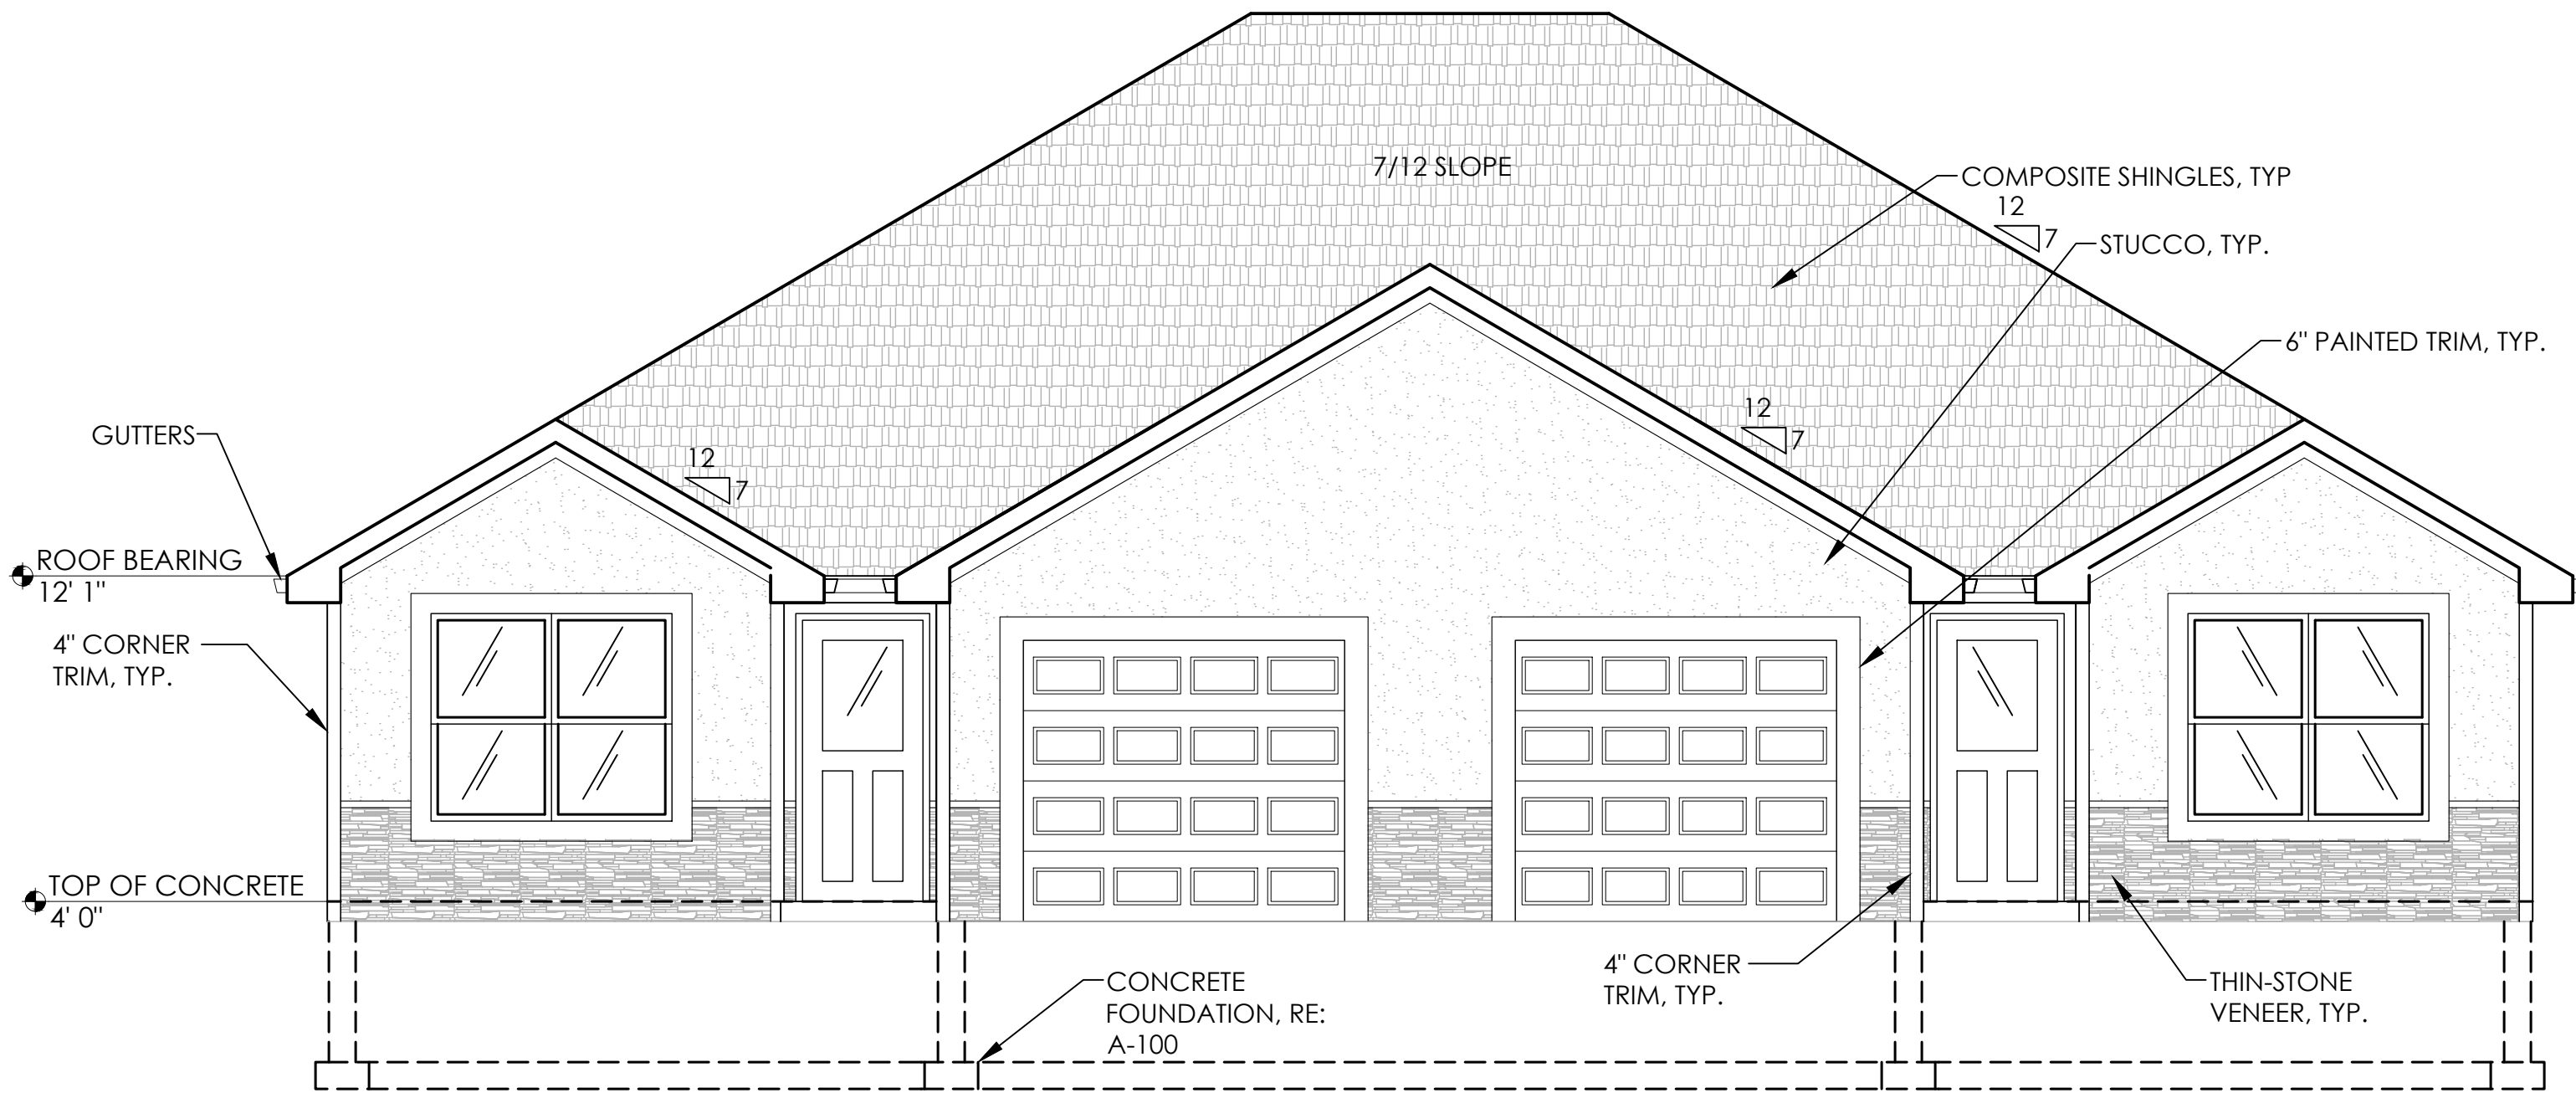 7/12 SLOPE
COMPOSITE SHINGLES, TYP
12
7
STUCCO, TYP.
6" PAINTED TRIM, TYP.
12
7
GUTTERS
12
7
ROOF BEARING
12' 1"
4" CORNER
TRIM, TYP.
TOP OF CONCRETE
4' 0"
4" CORNER
TRIM, TYP.
CONCRETE
FOUNDATION, RE:
A-100
THIN-STONE
VENEER, TYP.